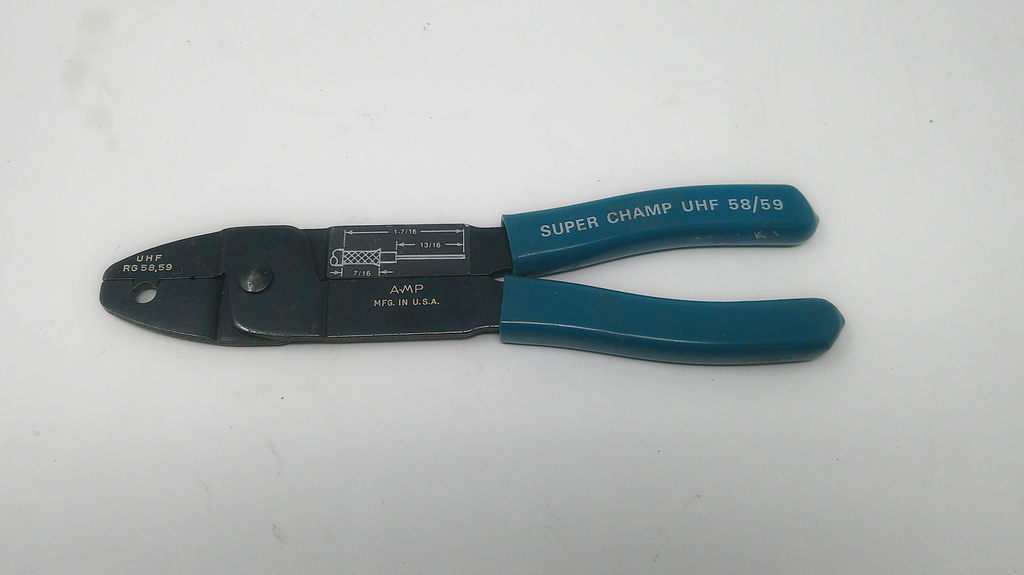 UHF
RG 58,59
1-7/16
13/16
7/16
AMP
MFG. IN U.S.A.
SUPER CHAMP UHF 58/59